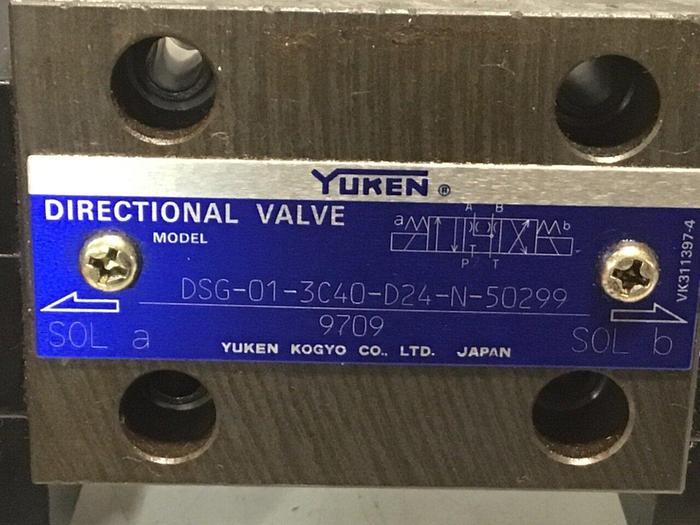 YUKEN®
DIRECTIONAL VALVE
MODEL
a A B b
P T
DSG-01-3C40-D24-N-50299
9709
SOL a
SOL b
YUKEN KOGYO CO., LTD. JAPAN
VK311397-4